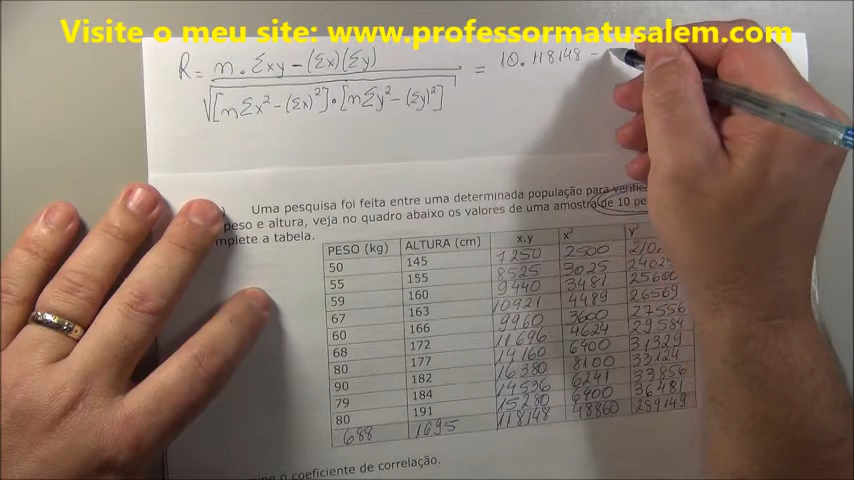 Visite o meu site: www.professormatusalem.com
R = n.Σxy-(Σx)(Σy) / √[nΣx²-(Σx)²].[nΣy²-(Σy)²] = 10.118148 -
Uma pesquisa foi feita entre uma determinada população para
peso e altura, veja no quadro abaixo os valores de uma amostra de 10
mplete a tabela.
PESO (kg) ALTURA (cm) x.y x² y²
50 145 7250 2500
55 155 8525 3025
59 160 9440 3481
67 163 10921 4489 26569
60 166 9960 3600 27556
68 172 11696 4624 29584
80 177 14160 6400 31329
90 182 16380 8100 33124
79 184 14536 6241 33856
80 191 15280 6400 36481
688 1695 118148 48860 289149
o coeficiente de correlação.